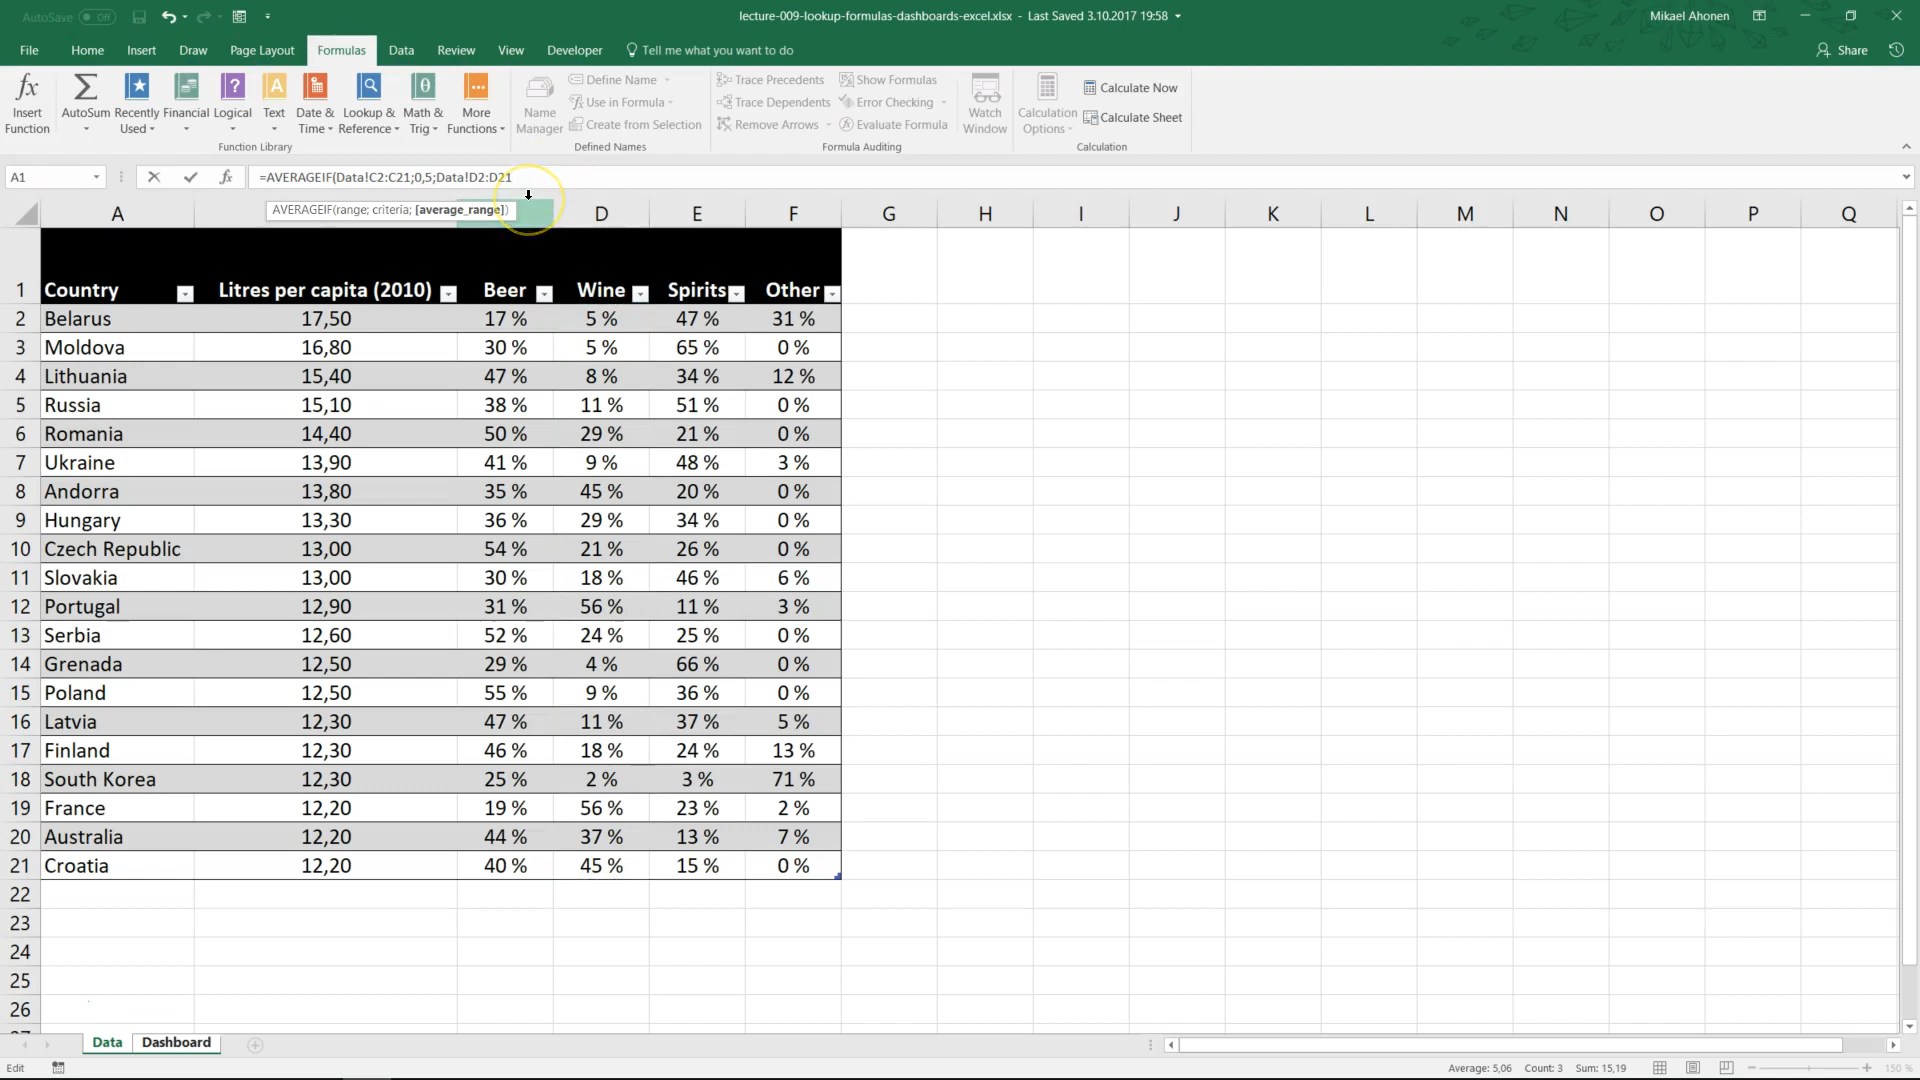 AutoSave Off
lecture-009-lookup-formulas-dashboards-excel.xlsx - Last Saved 3.10.2017 19:58
Mikael Ahonen
File Home Insert Draw Page Layout Formulas Data Review View Developer Tell me what you want to do Share
Insert Function
AutoSum
Recently Used
Financial
Logical
Text
Date & Time
Lookup & Reference
Math & Trig
More Functions
Function Library
Name Manager
Define Name
Use in Formula
Create from Selection
Defined Names
Trace Precedents
Trace Dependents
Remove Arrows
Show Formulas
Error Checking
Evaluate Formula
Formula Auditing
Watch Window
Calculation Options
Calculate Now
Calculate Sheet
Calculation
A1 fx =AVERAGEIF(Data!C2:C21;0,5;Data!D2:D21
AVERAGEIF(range; criteria; [average_range])
A D E F G H I J K L M N O P Q
1 Country Litres per capita (2010) Beer Wine Spirits Other
2 Belarus 17,50 17 % 5 % 47 % 31 %
3 Moldova 16,80 30 % 5 % 65 % 0 %
4 Lithuania 15,40 47 % 8 % 34 % 12 %
5 Russia 15,10 38 % 11 % 51 % 0 %
6 Romania 14,40 50 % 29 % 21 % 0 %
7 Ukraine 13,90 41 % 9 % 48 % 3 %
8 Andorra 13,80 35 % 45 % 20 % 0 %
9 Hungary 13,30 36 % 29 % 34 % 0 %
10 Czech Republic 13,00 54 % 21 % 26 % 0 %
11 Slovakia 13,00 30 % 18 % 46 % 6 %
12 Portugal 12,90 31 % 56 % 11 % 3 %
13 Serbia 12,60 52 % 24 % 25 % 0 %
14 Grenada 12,50 29 % 4 % 66 % 0 %
15 Poland 12,50 55 % 9 % 36 % 0 %
16 Latvia 12,30 47 % 11 % 37 % 5 %
17 Finland 12,30 46 % 18 % 24 % 13 %
18 South Korea 12,30 25 % 2 % 3 % 71 %
19 France 12,20 19 % 56 % 23 % 2 %
20 Australia 12,20 44 % 37 % 13 % 7 %
21 Croatia 12,20 40 % 45 % 15 % 0 %
22
23
24
25
26
Data Dashboard
Edit Average: 5,06 Count: 3 Sum: 15,19 150 %